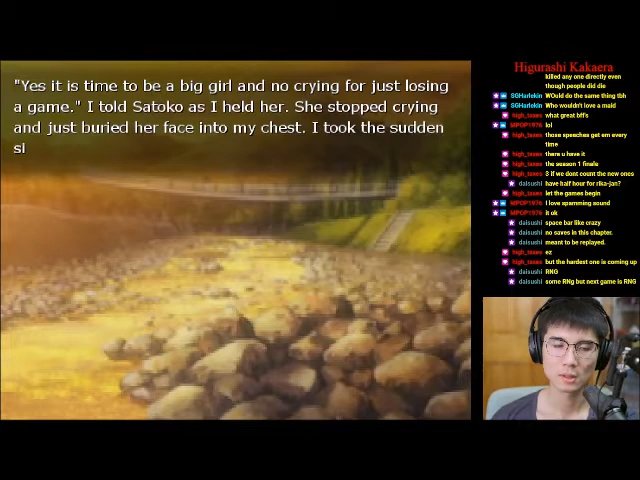 "Yes it is time to be a big girl and no crying for just losing
a game." I told Satoko as I held her. She stopped crying
and just buried her face into my chest. I took the sudden
si
Higurashi Kakaera
killed any one directly even
though people did die
SGHarlekin WOuld do the same thing tbh
SGHarlekin Who wouldn't love a maid
high_taxes what great bff's
MPOP1976 lol
high_taxes those speeches get em every
time
high_taxes there u have it
high_taxes the season 1 finale
high_taxes 3 if we dont count the new ones
daisushi have half hour for rika-jan?
high_taxes let the games begin
MPOP1976 I love spamming sound
MPOP1976 it ok
daisushi space bar like crazy
daisushi no saves in this chapter.
daisushi meant to be replayed.
high_taxes ez
high_taxes but the hardest one is coming up
daisushi RNG
daisushi some RNg but next game is RNG